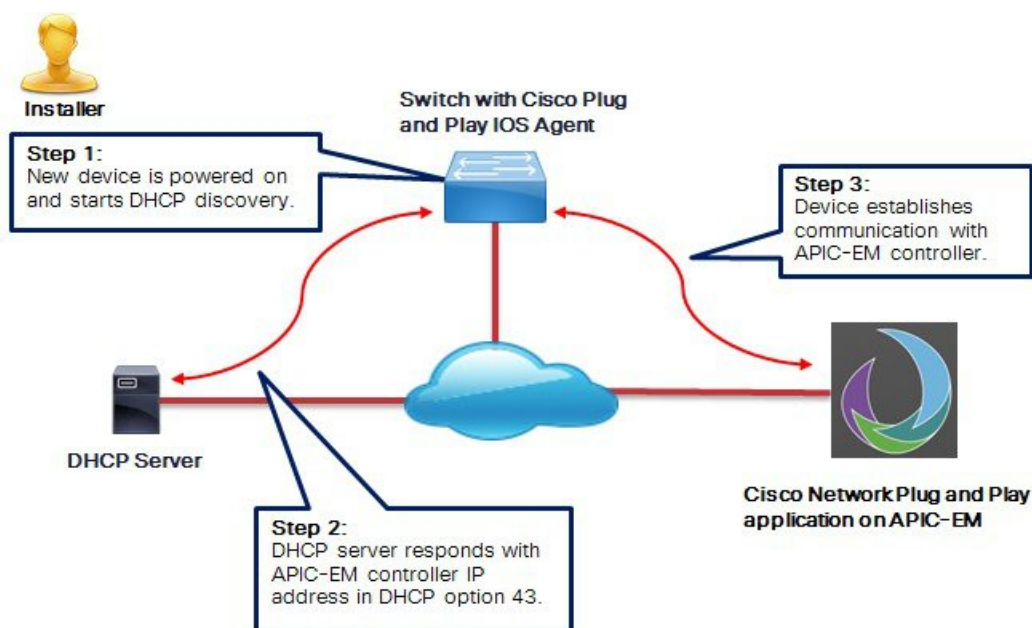 Installer
Switch with Cisco Plug
and Play IOS Agent
Step 1:
New device is powered on
and starts DHCP discovery.
Step 3:
Device establishes
communication with
APIC-EM controller.
DHCP Server
Step 2:
DHCP server responds with
APIC-EM controller IP
address in DHCP option 43.
Cisco Network Plug and Play
application on APIC-EM